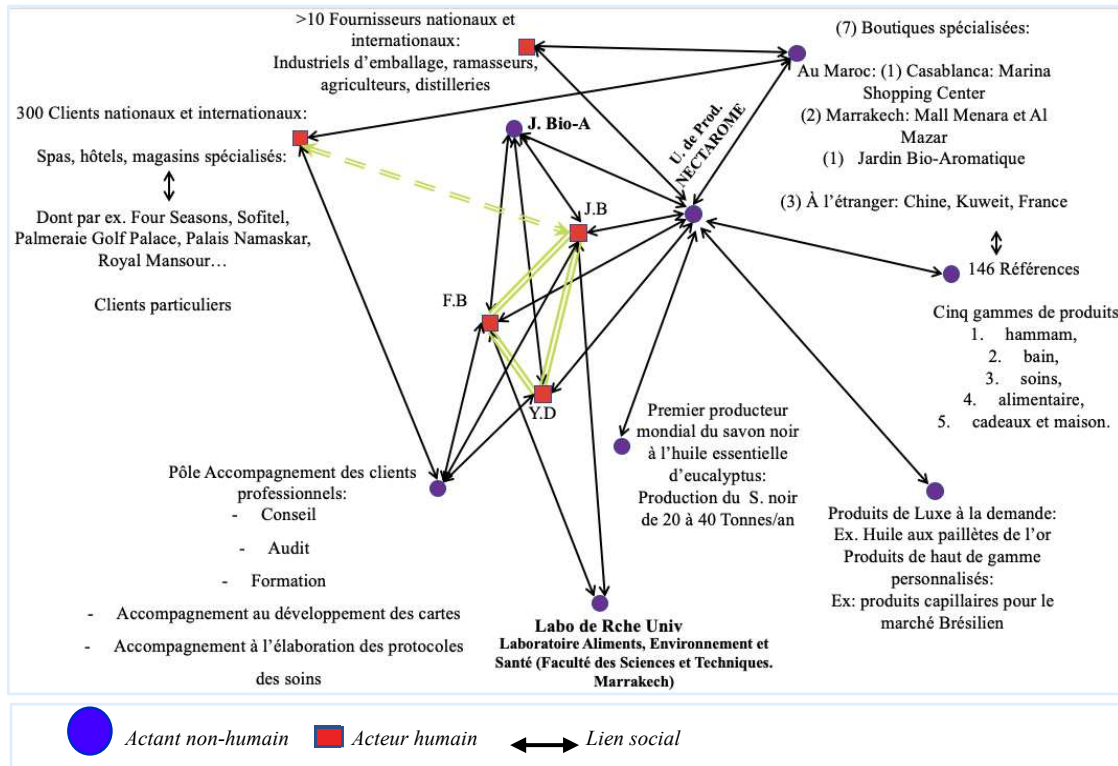 >10 Fournisseurs nationaux et
internationaux:
Industriels d’emballage, ramasseurs,
agriculteurs, distilleries
(7) Boutiques spécialisées:
Au Maroc: (1) Casablanca: Marina
Shopping Center
(2) Marrakech: Mall Menara et Al
Mazar
(1) Jardin Bio-Aromatique
(3) À l’étranger: Chine, Kuweit, France
300 Clients nationaux et internationaux:
Spas, hôtels, magasins spécialisés:
Dont par ex. Four Seasons, Sofitel,
Palmeraie Golf Palace, Palais Namaskar,
Royal Mansour…
Clients particuliers
J. Bio-A
U. de Prod.
NECTAROME
J.B
F.B
Y.D
146 Références
Cinq gammes de produits
1. hammam,
2. bain,
3. soins,
4. alimentaire,
5. cadeaux et maison.
Premier producteur
mondial du savon noir
à l’huile essentielle
d’eucalyptus:
Production du S. noir
de 20 à 40 Tonnes/an
Pôle Accompagnement des clients
professionnels:
- Conseil
- Audit
- Formation
- Accompagnement au développement des cartes
- Accompagnement à l’élaboration des protocoles
des soins
Produits de Luxe à la demande:
Ex. Huile aux paillètes de l’or
Produits de haut de gamme
personnalisés:
Ex: produits capillaires pour le
marché Brésilien
Labo de Rche Univ
Laboratoire Aliments, Environnement et
Santé (Faculté des Sciences et Techniques.
Marrakech)
Actant non-humain
Acteur humain
Lien social